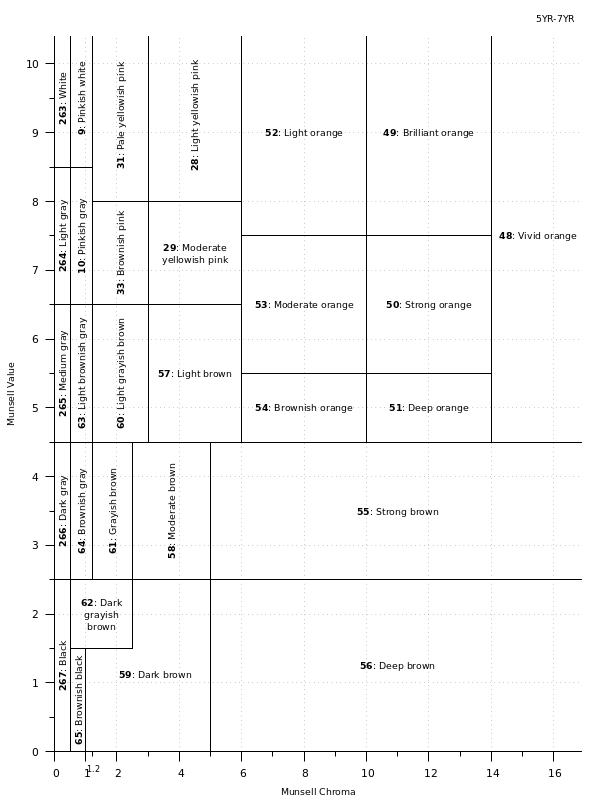 5YR-7YR
10
9
8
7
6
5
4
3
2
1
0
Munsell Value
263: White
9: Pinkish white
31: Pale yellowish pink
28: Light yellowish pink
52: Light orange
49: Brilliant orange
48: Vivid orange
264: Light gray
10: Pinkish gray
33: Brownish pink
29: Moderate
yellowish pink
53: Moderate orange
50: Strong orange
265: Medium gray
63: Light brownish gray
60: Light grayish brown
57: Light brown
54: Brownish orange
51: Deep orange
266: Dark gray
64: Brownish gray
61: Grayish brown
58: Moderate brown
55: Strong brown
267: Black
62: Dark
grayish
brown
65: Brownish black
59: Dark brown
56: Deep brown
0
1
1.2
2
4
6
8
10
12
14
16
Munsell Chroma